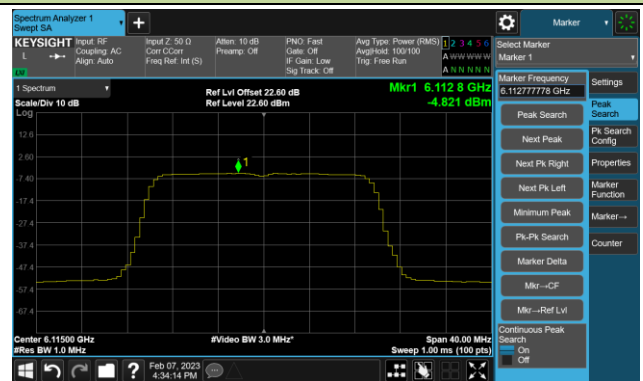 Spectrum Analyzer 1
Swept SA
+
Marker
KEYSIGHT
L
LV
Input: RF
Coupling: AC
Align: Auto
Input Z: 50 Ω
Corr CCorr
Freq Ref: Int (S)
Atten: 10 dB
Preamp: Off
PNO: Fast
Gate: Off
IF Gain: Low
Sig Track: Off
Avg Type: Power (RMS)
Avg|Hold: 100/100
Trig: Free Run
1 2 3 4 5 6
A W W W W W
A N N N N N
Select Marker
Marker 1
1 Spectrum
Scale/Div 10 dB
Log
Ref Lvl Offset 22.60 dB
Ref Level 22.60 dBm
Mkr1 6.112 8 GHz
-4.821 dBm
12.6
2.60
-7.40
-17.4
-27.4
-37.4
-47.4
-57.4
-67.4
1
Center 6.11500 GHz
#Res BW 1.0 MHz
#Video BW 3.0 MHz*
Span 40.00 MHz
Sweep 1.00 ms (100 pts)
Marker Frequency
6.112777778 GHz
Peak Search
Next Peak
Next Pk Right
Next Pk Left
Minimum Peak
Pk-Pk Search
Marker Delta
Mkr→CF
Mkr→Ref Lvl
Continuous Peak
Search
On
Off
Settings
Peak
Search
Pk Search
Config
Properties
Marker
Function
Marker→
Counter
?
Feb 07, 2023
4:34:14 PM